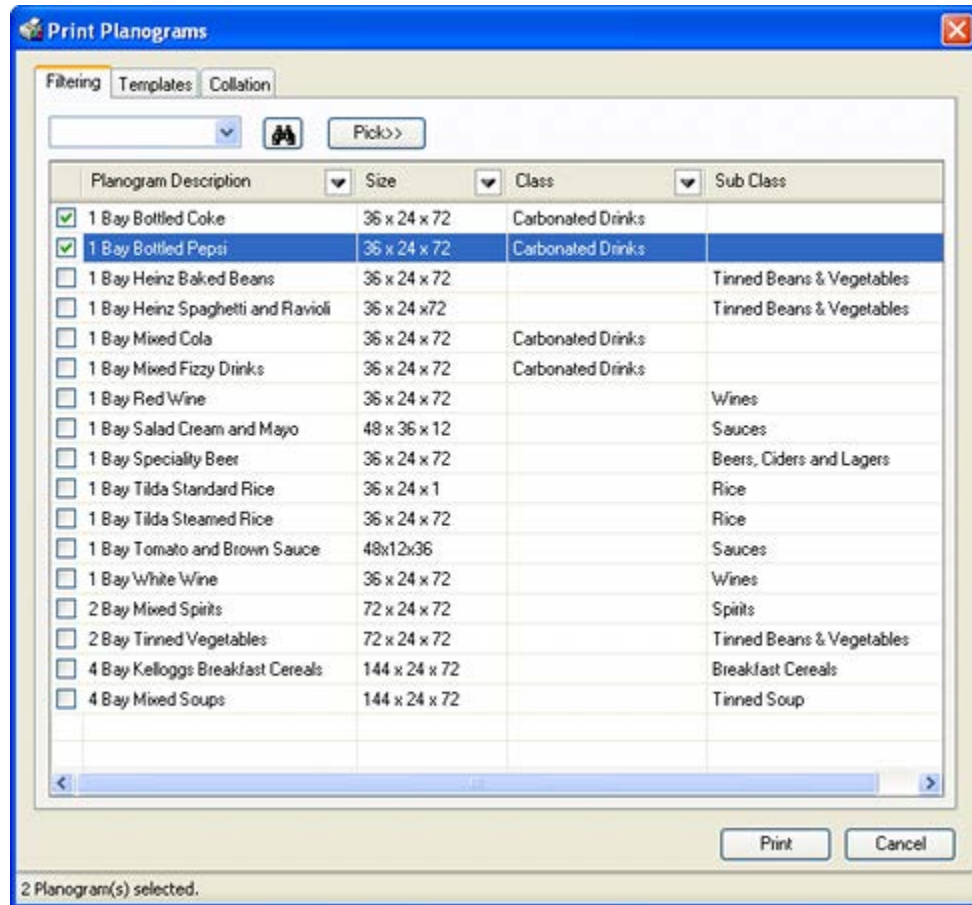 Print Planograms
Filtering Templates Collation
Pick>>
Planogram Description Size Class Sub Class
1 Bay Bottled Coke 36 x 24 x 72 Carbonated Drinks
1 Bay Bottled Pepsi 36 x 24 x 72 Carbonated Drinks
1 Bay Heinz Baked Beans 36 x 24 x 72 Tinned Beans & Vegetables
1 Bay Heinz Spaghetti and Ravioli 36 x 24 x72 Tinned Beans & Vegetables
1 Bay Mixed Cola 36 x 24 x 72 Carbonated Drinks
1 Bay Mixed Fizzy Drinks 36 x 24 x 72 Carbonated Drinks
1 Bay Red Wine 36 x 24 x 72 Wines
1 Bay Salad Cream and Mayo 48 x 36 x 12 Sauces
1 Bay Speciality Beer 36 x 24 x 72 Beers, Ciders and Lagers
1 Bay Tilda Standard Rice 36 x 24 x 1 Rice
1 Bay Tilda Steamed Rice 36 x 24 x 72 Rice
1 Bay Tomato and Brown Sauce 48x12x36 Sauces
1 Bay White Wine 36 x 24 x 72 Wines
2 Bay Mixed Spirits 72 x 24 x 72 Spirits
2 Bay Tinned Vegetables 72 x 24 x 72 Tinned Beans & Vegetables
4 Bay Kelloggs Breakfast Cereals 144 x 24 x 72 Breakfast Cereals
4 Bay Mixed Soups 144 x 24 x 72 Tinned Soup
Print Cancel
2 Planogram(s) selected.